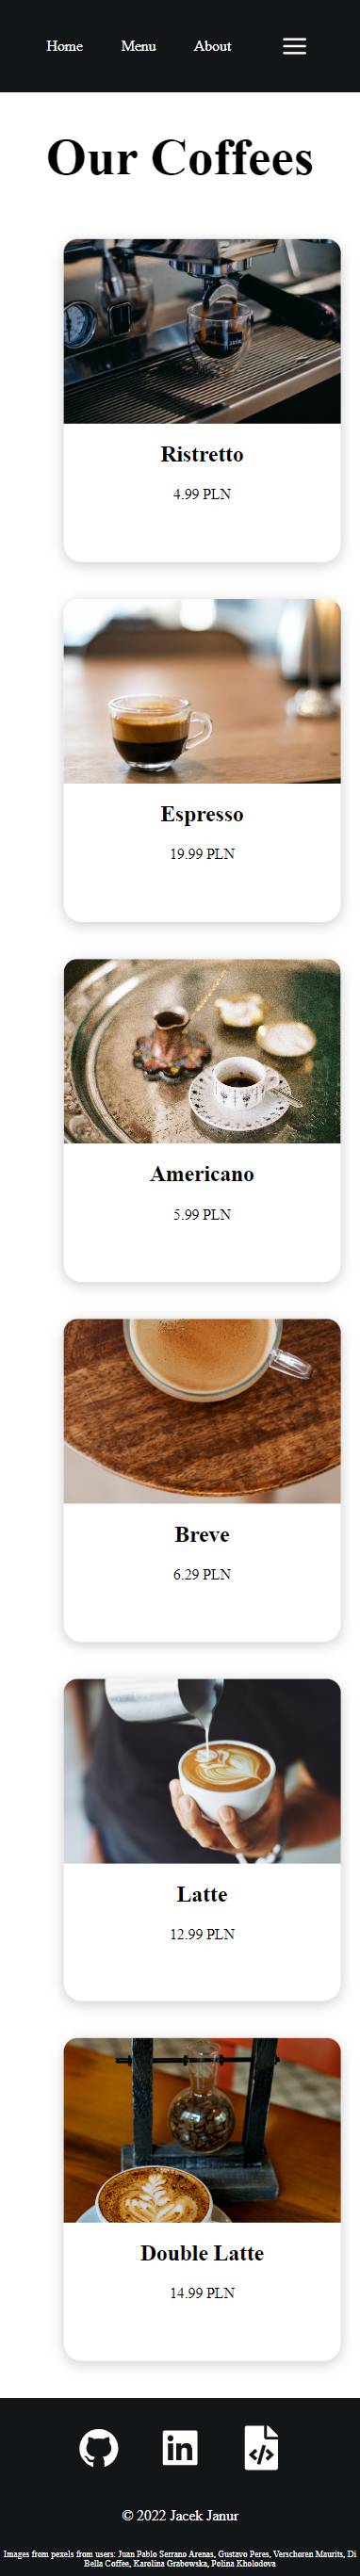 Home Menu About
Our Coffees
Ristretto
4.99 PLN
Espresso
19.99 PLN
Americano
5.99 PLN
Breve
6.29 PLN
Latte
12.99 PLN
Double Latte
14.99 PLN
© 2022 Jacek Janur
Images from pexels from users: Juan Pablo Serrano Arenas, Gustavo Peres, Verschoren Maurits, Di
Bella Coffee, Karolina Grabowska, Polina Kholodova